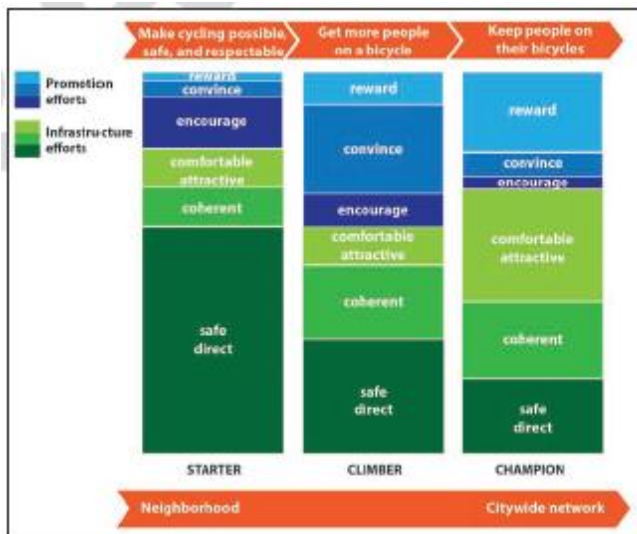 Make cycling possible,
safe, and respectable
Get more people
on a bicycle
Keep people on
their bicycles
Promotion
efforts
Infrastructure
efforts
reward
convince
encourage
comfortable
attractive
coherent
safe
direct
STARTER
reward
convince
encourage
comfortable
attractive
coherent
safe
direct
CLIMBER
reward
convince
encourage
comfortable
attractive
coherent
safe
direct
CHAMPION
Neighborhood
Citywide network